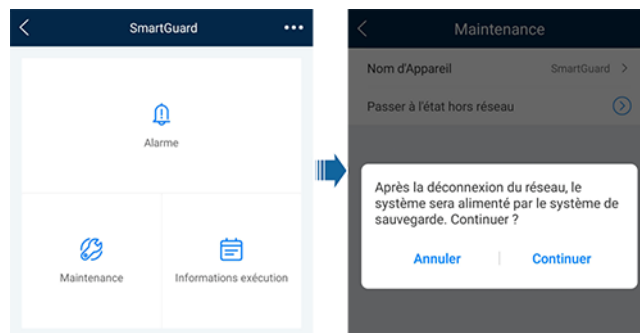 SmartGuard
Alarme
Maintenance
Informations exécution
Maintenance
Nom d'Appareil
SmartGuard
Passer à l'état hors réseau
Après la déconnexion du réseau, le
système sera alimenté par le système de
sauvegarde. Continuer ?
Annuler
Continuer